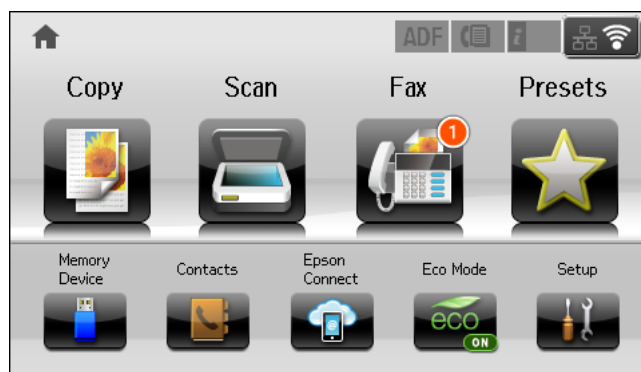 ADF i
Copy Scan Fax Presets
1
Memory
Device
Contacts
Epson
Connect
Eco Mode
Setup
@
eco
ON